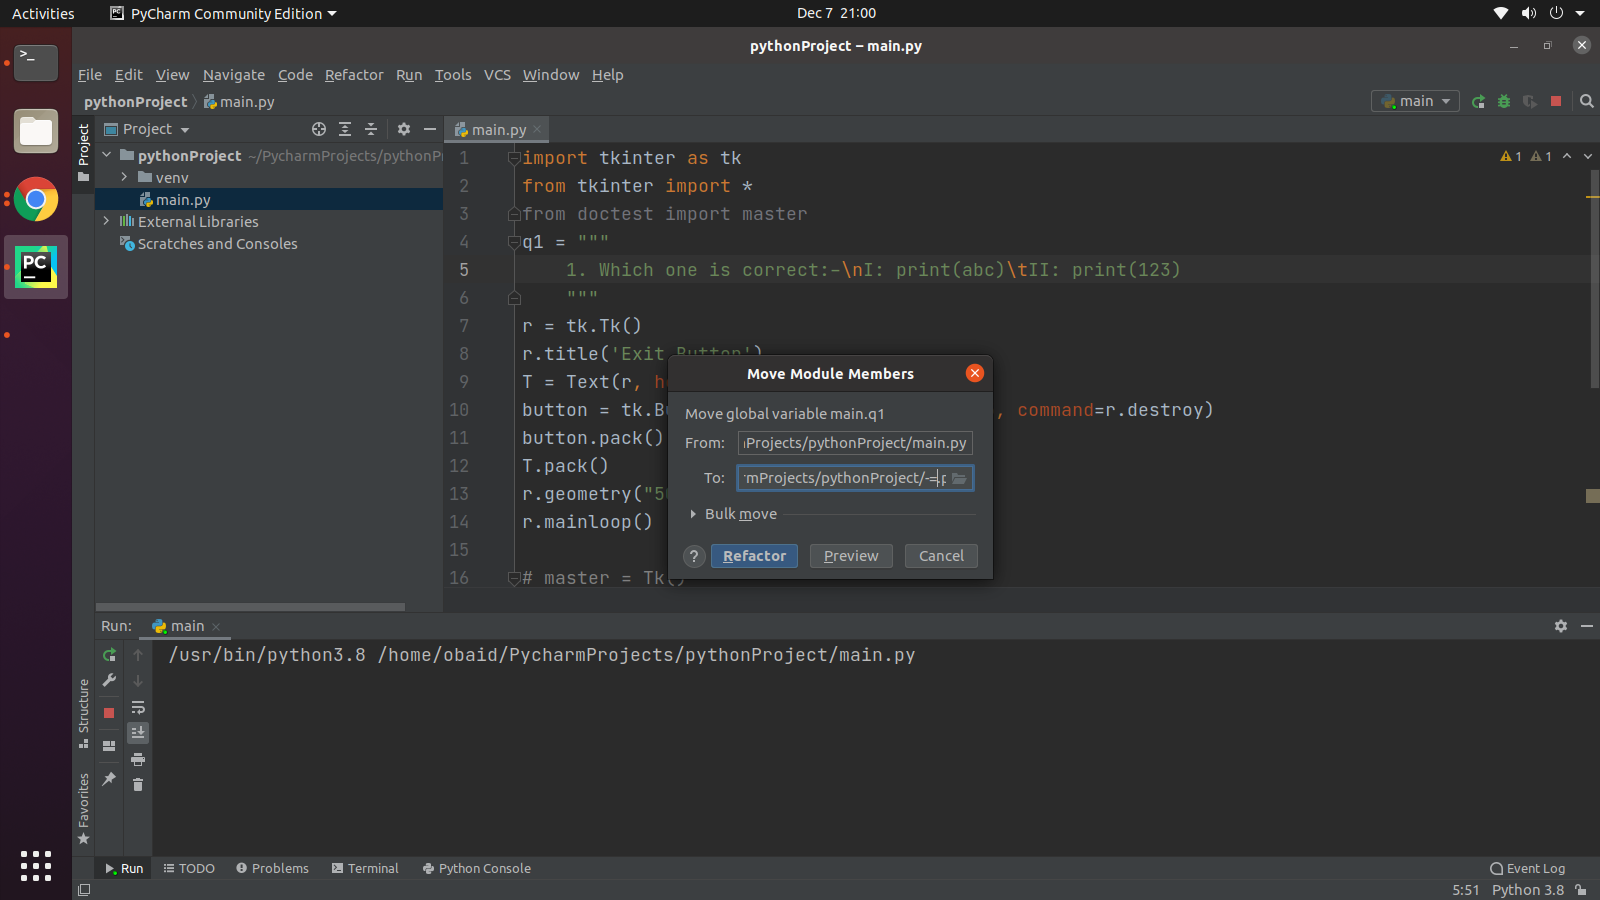 Activities
PyCharm Community Edition
Dec 7 21:00
pythonProject – main.py
File Edit View Navigate Code Refactor Run Tools VCS Window Help
pythonProject main.py
main
Project
main.py
pythonProject ~/PycharmProjects/pythonP
venv
main.py
External Libraries
Scratches and Consoles
Project
Structure
Favorites
1 import tkinter as tk
2 from tkinter import *
3 from doctest import master
4 q1 = """
5 1. Which one is correct:-\nI: print(abc)\tII: print(123)
6 """
7 r = tk.Tk()
8 r.title('Exit Button')
9 T = Text(r, he
10 button = tk.Bu , command=r.destroy)
11 button.pack()
12 T.pack()
13 r.geometry("50
14 r.mainloop()
15
16 # master = Tk()
1 1
Move Module Members
Move global variable main.q1
From: Projects/pythonProject/main.py
To: rmProjects/pythonProject/-=.p
Bulk move
? Refactor Preview Cancel
Run: main
/usr/bin/python3.8 /home/obaid/PycharmProjects/pythonProject/main.py
Run TODO Problems Terminal Python Console Event Log
5:51 Python 3.8